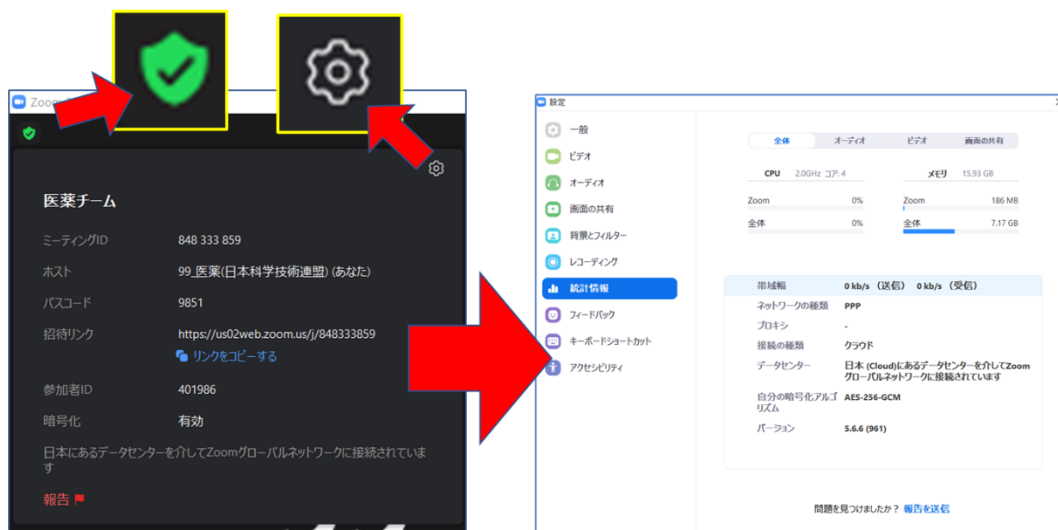 Zoom
医薬チーム
ミーティングID 848 333 859
ホスト 99_医薬(日本科学技術連盟) (あなた)
パスコード 9851
招待リンク https://us02web.zoom.us/j/848333859
リンクをコピーする
参加者ID 401986
暗号化 有効
日本にあるデータセンターを介してZoomグローバルネットワークに接続されていま
す
報告
設定
一般
ビデオ
オーディオ
画面の共有
背景とフィルター
レコーディング
統計情報
フィードバック
キーボードショートカット
アクセシビリティ
全体 オーディオ ビデオ 画面の共有
CPU 2.0GHz コア: 4 メモリ 15.93 GB
Zoom 0% Zoom 186 MB
全体 0% 全体 7.17 GB
帯域幅 0 kb/s （送信） 0 kb/s （受信）
ネットワークの種類 PPP
プロキシ -
接続の種類 クラウド
データセンター 日本 (Cloud)にあるデータセンターを介してZoom
グローバルネットワークに接続されています
自分の暗号化アルゴ AES-256-GCM
リズム
バージョン 5.6.6 (961)
問題を見つけましたか？ 報告を送信